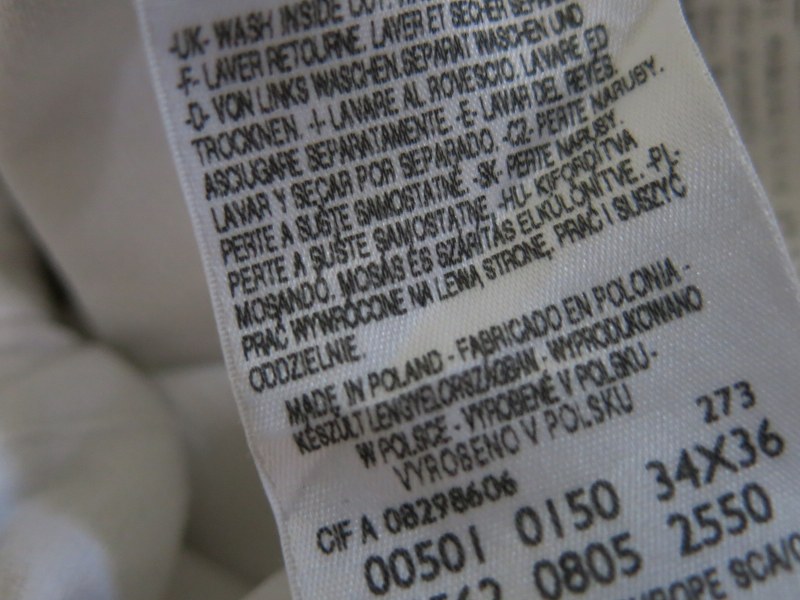 -UK- WASH INSIDE OUT.
-F- LAVER RETOURNE. LAVER ET SECHER
-D- VON LINKS WASCHEN.SEPARAT WASCHEN UND
TROCKNEN. -I- LAVARE AL ROVESCIO. LAVARE ED
ASCIUGARE SEPARATAMENTE. E- LAVAR DEL REVES.
LAVAR Y SECAR POR SEPARADO. -CZ- PERTE NARUBY.
PERTE A SUŠTE SAMOSTATNĚ. -SK- PERTE NARUBY.
PERTE A SUŠTE SAMOSTATNE. -HU- KIFORDÍTVA
MOSANDÓ. MOSÁS ÉS SZÁRÍTÁS ELKÜLÖNÍTVE. -PL-
PRAĆ WYWRÓCONE NA LEWĄ STRONĘ, PRAĆ I SUSZYĆ
ODDZIELNIE
MADE IN POLAND - FABRICADO EN POLONIA -
KÉSZÜLT LENGYELORSZÁGBAN - WYPRODUKOWANO
W POLSCE - VYROBENÉ V POLSKU -
VYROBENO V POLSKU
273
CIF A 08298606
00501 0150 34X36
0805 2550